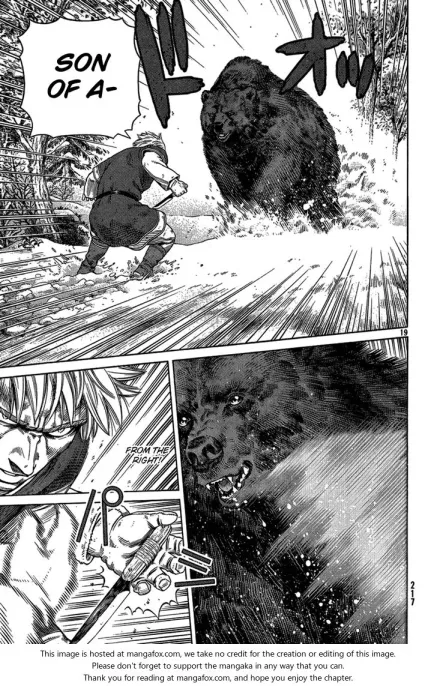 SON
OF A-
ドオッ
19
FROM THE
RIGHT!
パ
217
This image is hosted at mangafox.com, we take no credit for the creation or editing of this image.
Please don't forget to support the mangaka in any way that you can.
Thank you for reading at mangafox.com, and hope you enjoy the chapter.